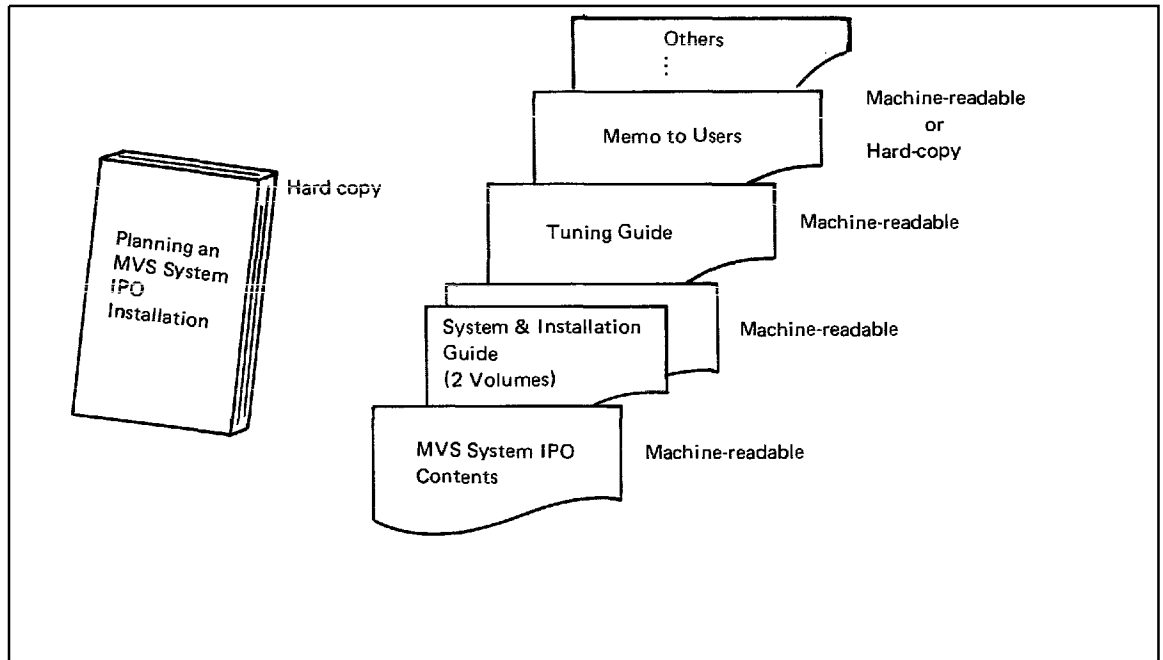 Planning an
MVS System
IPO
Installation
Hard copy
Others
⋮
Machine-readable
or
Hard-copy
Memo to Users
Tuning Guide
Machine-readable
System & Installation
Guide
(2 Volumes)
Machine-readable
MVS System IPO
Contents
Machine-readable